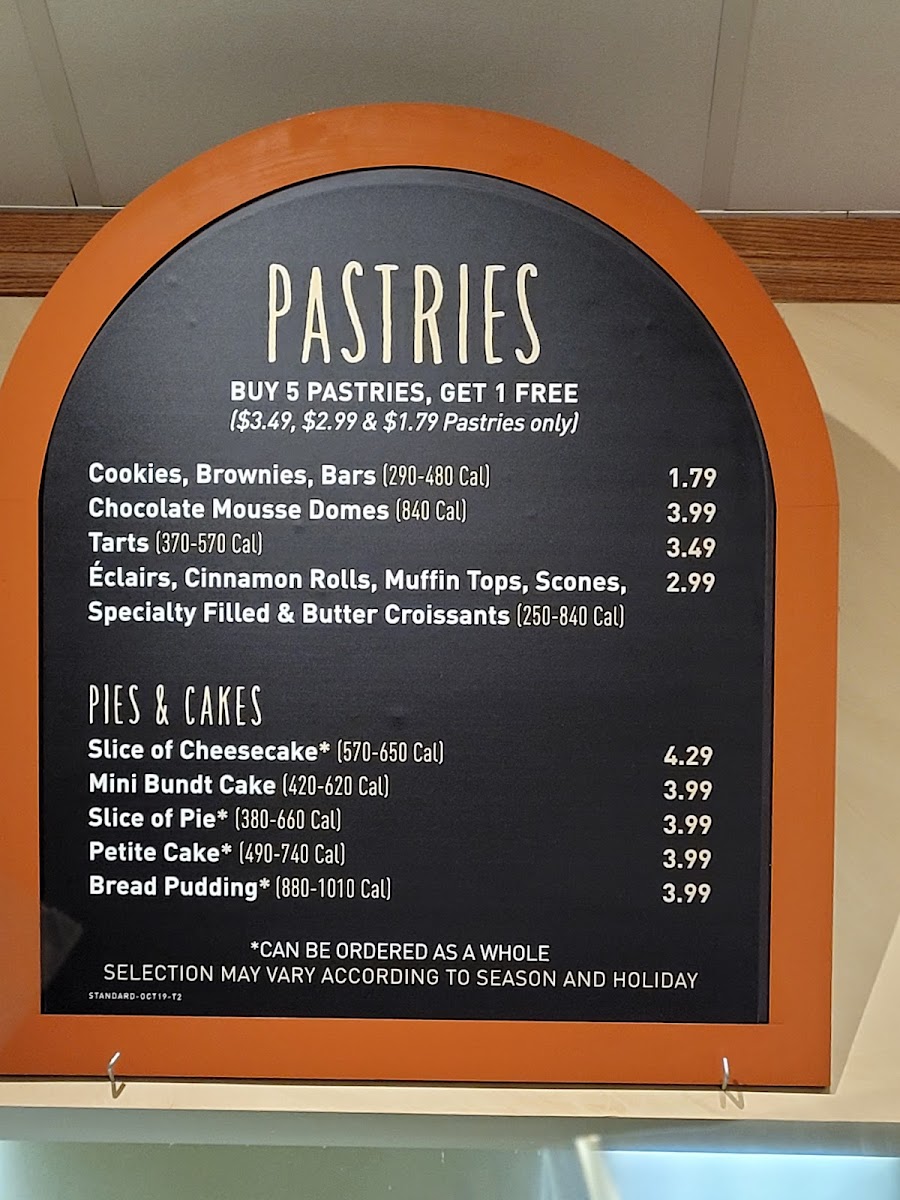 PASTRIES
BUY 5 PASTRIES, GET 1 FREE
($3.49, $2.99 & $1.79 Pastries only)
Cookies, Brownies, Bars (290-480 Cal) 1.79
Chocolate Mousse Domes (840 Cal) 3.99
Tarts (370-570 Cal) 3.49
Éclairs, Cinnamon Rolls, Muffin Tops, Scones, 2.99
Specialty Filled & Butter Croissants (250-840 Cal)
PIES & CAKES
Slice of Cheesecake* (570-650 Cal) 4.29
Mini Bundt Cake (420-620 Cal) 3.99
Slice of Pie* (380-660 Cal) 3.99
Petite Cake* (490-740 Cal) 3.99
Bread Pudding* (880-1010 Cal) 3.99
*CAN BE ORDERED AS A WHOLE
SELECTION MAY VARY ACCORDING TO SEASON AND HOLIDAY
STANDARD-OCT19-T2